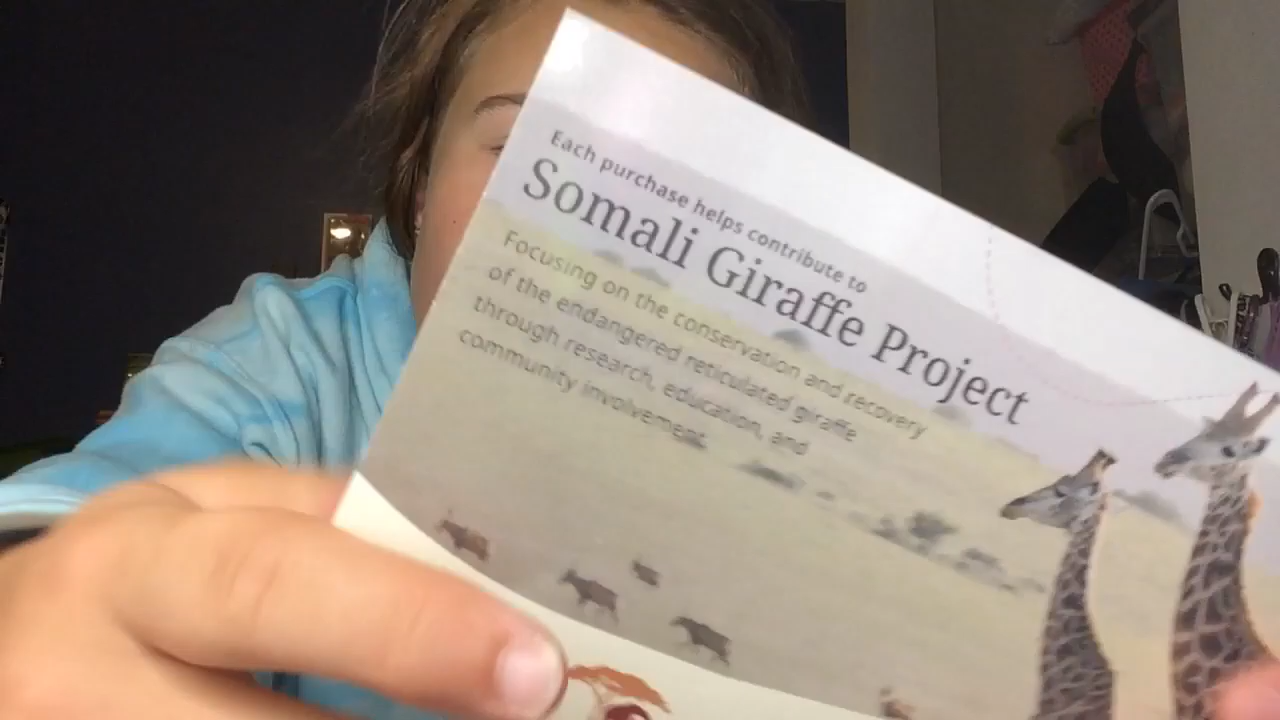 Each purchase helps contribute to
Somali Giraffe Project
Focusing on the conservation and recovery
of the endangered reticulated giraffe
through research, education, and
community involvement.